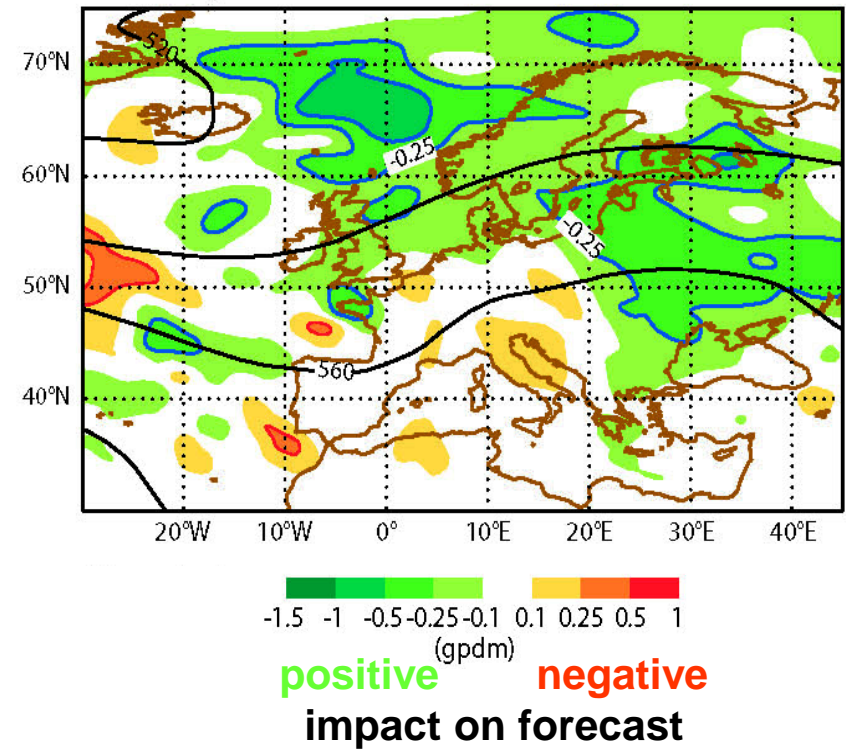 520
70°N
-0.25
60°N
-0.25
50°N
560
40°N
20°W 10°W 0° 10°E 20°E 30°E 40°E
-1.5 -1 -0.5 -0.25 -0.1 0.1 0.25 0.5 1
(gpdm)
positive negative
impact on forecast